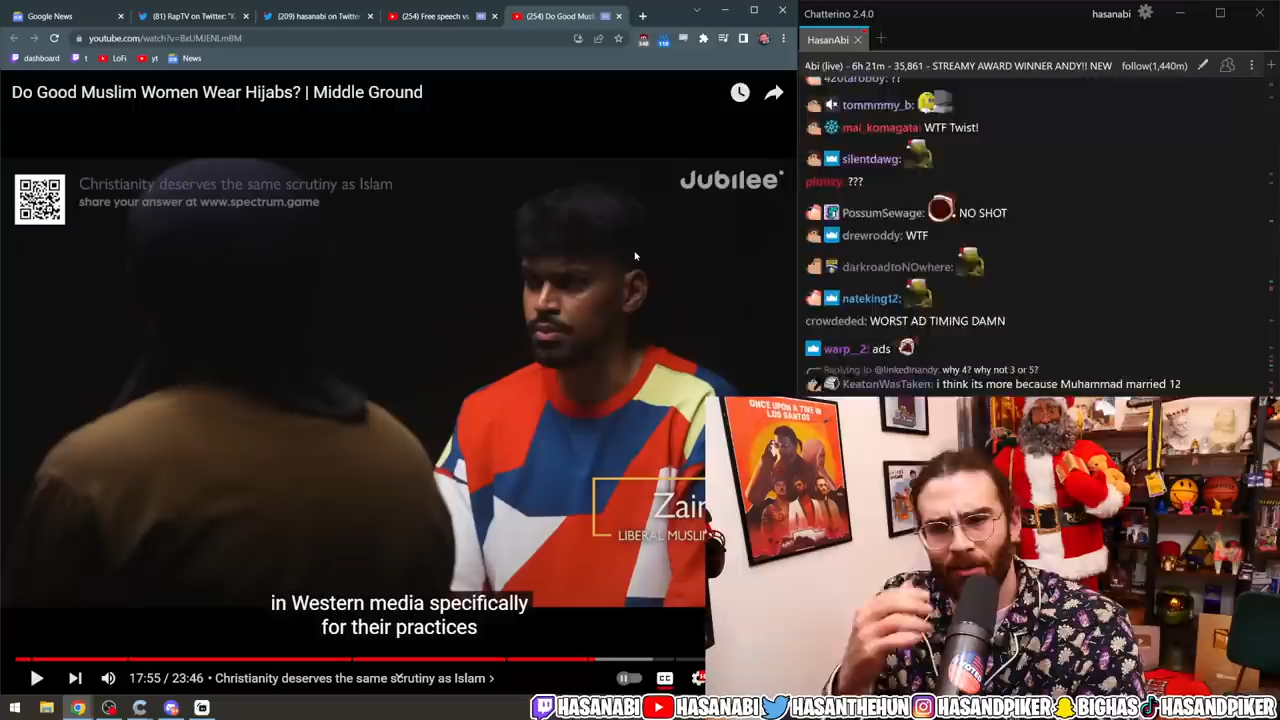 Google News
(81) RapTV on Twitter: "K
(209) hasanabi on Twitter
(254) Free speech vs
(254) Do Good Musl
youtube.com/watch?v=8xUMJENLmBM
dashboard
t
LoFi
yt
News
Do Good Muslim Women Wear Hijabs? | Middle Ground
Christianity deserves the same scrutiny as Islam
share your answer at www.spectrum.game
Jubilee
Zain
LIBERAL MUSLIM
in Western media specifically
for their practices
17:55 / 23:46 • Christianity deserves the same scrutiny as Islam
CC
Chatterino 2.4.0
hasanabi
HasanAbi
Abi (live) - 6h 21m - 35,861 - STREAMY AWARD WINNER ANDY!! NEW
follow(1,440m)
420taroboy: ??
tommmmy_b:
mai_komagata: WTF Twist!
silentdawg:
???
PossumSewage: NO SHOT
drewroddy: WTF
darkroadtoNOwhere:
nateking12:
crowdeded: WORST AD TIMING DAMN
warp__2: ads
Replying to @linkedinandy: why 4? why not 3 or 5?
KeatonWasTaken: i think its more because Muhammad married 12
ONCE UPON A TIME IN
LOS SANTOS
HASANABI
HASANABI
HASANTHEHUN
HASANDPIKER
BIGHAS
HASANDPIKER